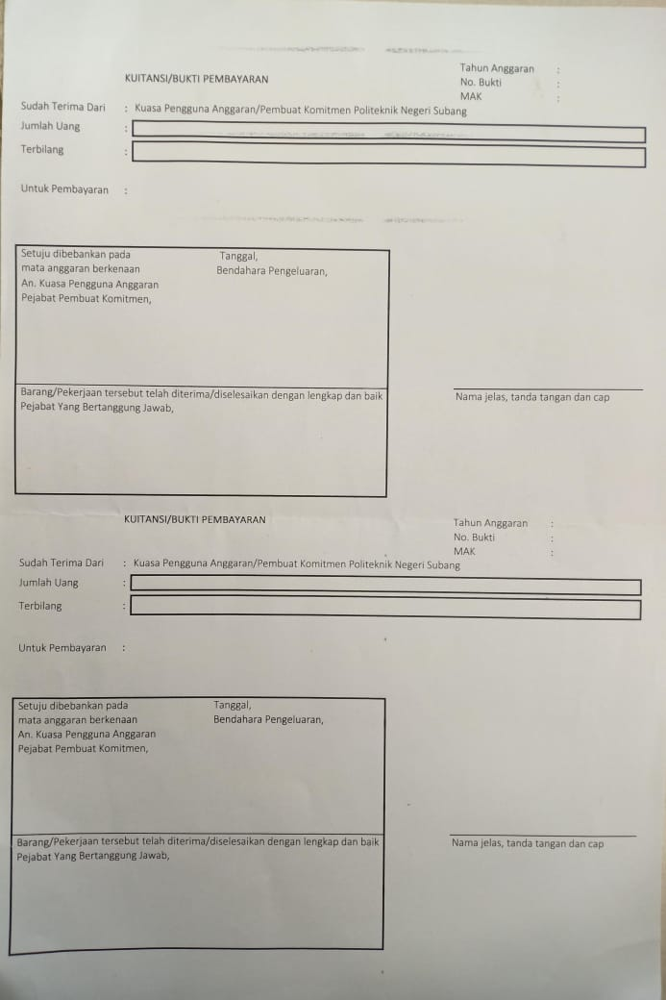 Tahun Anggaran :
KUITANSI/BUKTI PEMBAYARAN
No. Bukti :
MAK :
Sudah Terima Dari : Kuasa Pengguna Anggaran/Pembuat Komitmen Politeknik Negeri Subang
Jumlah Uang :
Terbilang :
Untuk Pembayaran :
Setuju dibebankan pada Tanggal,
mata anggaran berkenaan Bendahara Pengeluaran,
An. Kuasa Pengguna Anggaran
Pejabat Pembuat Komitmen,
Barang/Pekerjaan tersebut telah diterima/diselesaikan dengan lengkap dan baik
Pejabat Yang Bertanggung Jawab,
Nama jelas, tanda tangan dan cap
KUITANSI/BUKTI PEMBAYARAN
Tahun Anggaran :
No. Bukti :
MAK :
Sudah Terima Dari : Kuasa Pengguna Anggaran/Pembuat Komitmen Politeknik Negeri Subang
Jumlah Uang :
Terbilang :
Untuk Pembayaran :
Setuju dibebankan pada Tanggal,
mata anggaran berkenaan Bendahara Pengeluaran,
An. Kuasa Pengguna Anggaran
Pejabat Pembuat Komitmen,
Barang/Pekerjaan tersebut telah diterima/diselesaikan dengan lengkap dan baik
Pejabat Yang Bertanggung Jawab,
Nama jelas, tanda tangan dan cap